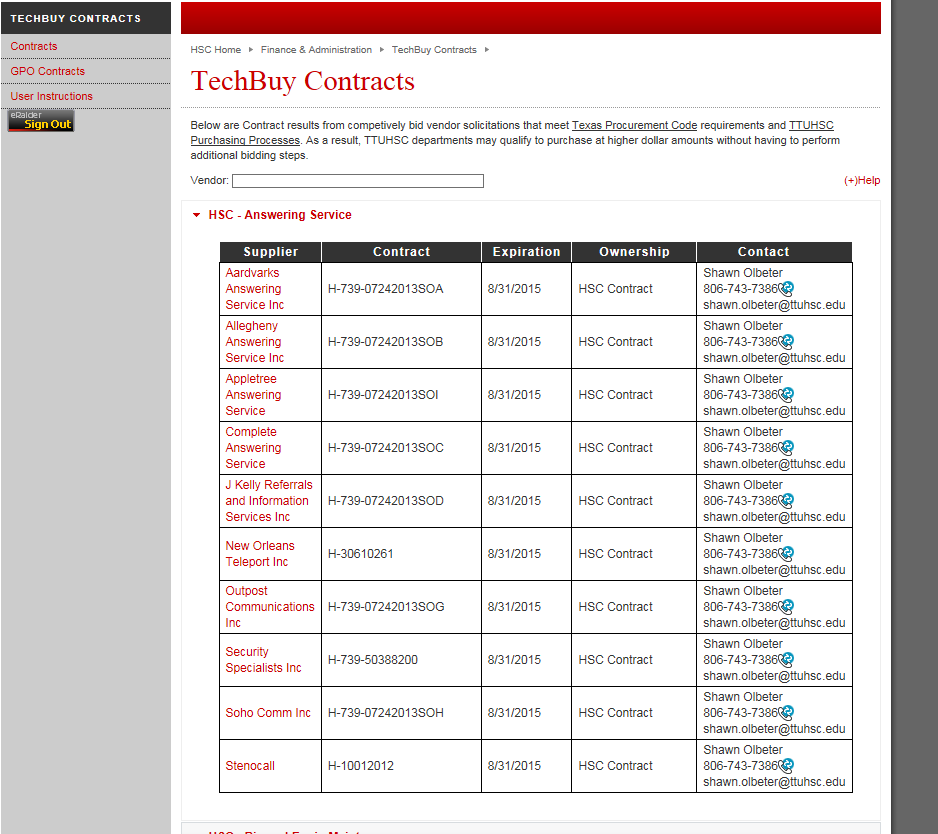 TECHBUY CONTRACTS
Contracts
GPO Contracts
User Instructions
eRaider
Sign Out
HSC Home Finance & Administration TechBuy Contracts
TechBuy Contracts
Below are Contract results from competively bid vendor solicitations that meet Texas Procurement Code requirements and TTUHSC
Purchasing Processes. As a result, TTUHSC departments may qualify to purchase at higher dollar amounts without having to perform
additional bidding steps.
Vendor: (+)Help
HSC - Answering Service
Supplier Contract Expiration Ownership Contact
Aardvarks
Answering
Service Inc
H-739-07242013SOA 8/31/2015 HSC Contract
Shawn Olbeter
806-743-7386
shawn.olbeter@ttuhsc.edu
Allegheny
Answering
Service Inc
H-739-07242013SOB 8/31/2015 HSC Contract
Shawn Olbeter
806-743-7386
shawn.olbeter@ttuhsc.edu
Appletree
Answering
Service
H-739-07242013SOI 8/31/2015 HSC Contract
Shawn Olbeter
806-743-7386
shawn.olbeter@ttuhsc.edu
Complete
Answering
Service
H-739-07242013SOC 8/31/2015 HSC Contract
Shawn Olbeter
806-743-7386
shawn.olbeter@ttuhsc.edu
J Kelly Referrals
and Information
Services Inc
H-739-07242013SOD 8/31/2015 HSC Contract
Shawn Olbeter
806-743-7386
shawn.olbeter@ttuhsc.edu
New Orleans
Teleport Inc
H-30610261 8/31/2015 HSC Contract
Shawn Olbeter
806-743-7386
shawn.olbeter@ttuhsc.edu
Outpost
Communications
Inc
H-739-07242013SOG 8/31/2015 HSC Contract
Shawn Olbeter
806-743-7386
shawn.olbeter@ttuhsc.edu
Security
Specialists Inc
H-739-50388200 8/31/2015 HSC Contract
Shawn Olbeter
806-743-7386
shawn.olbeter@ttuhsc.edu
Soho Comm Inc
H-739-07242013SOH 8/31/2015 HSC Contract
Shawn Olbeter
806-743-7386
shawn.olbeter@ttuhsc.edu
Stenocall
H-10012012 8/31/2015 HSC Contract
Shawn Olbeter
806-743-7386
shawn.olbeter@ttuhsc.edu